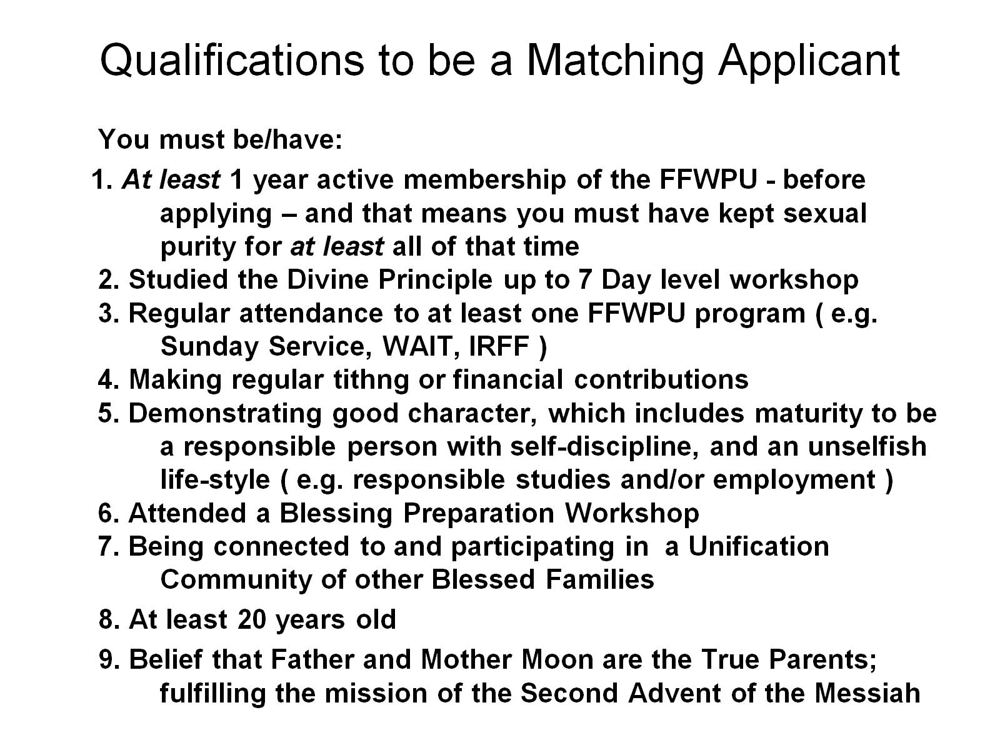 Qualifications to be a Matching Applicant
You must be/have:
1. At least 1 year active membership of the FFWPU - before
applying – and that means you must have kept sexual
purity for at least all of that time
2. Studied the Divine Principle up to 7 Day level workshop
3. Regular attendance to at least one FFWPU program ( e.g.
Sunday Service, WAIT, IRFF )
4. Making regular tithng or financial contributions
5. Demonstrating good character, which includes maturity to be
a responsible person with self-discipline, and an unselfish
life-style ( e.g. responsible studies and/or employment )
6. Attended a Blessing Preparation Workshop
7. Being connected to and participating in  a Unification
Community of other Blessed Families
8. At least 20 years old
9. Belief that Father and Mother Moon are the True Parents;
fulfilling the mission of the Second Advent of the Messiah